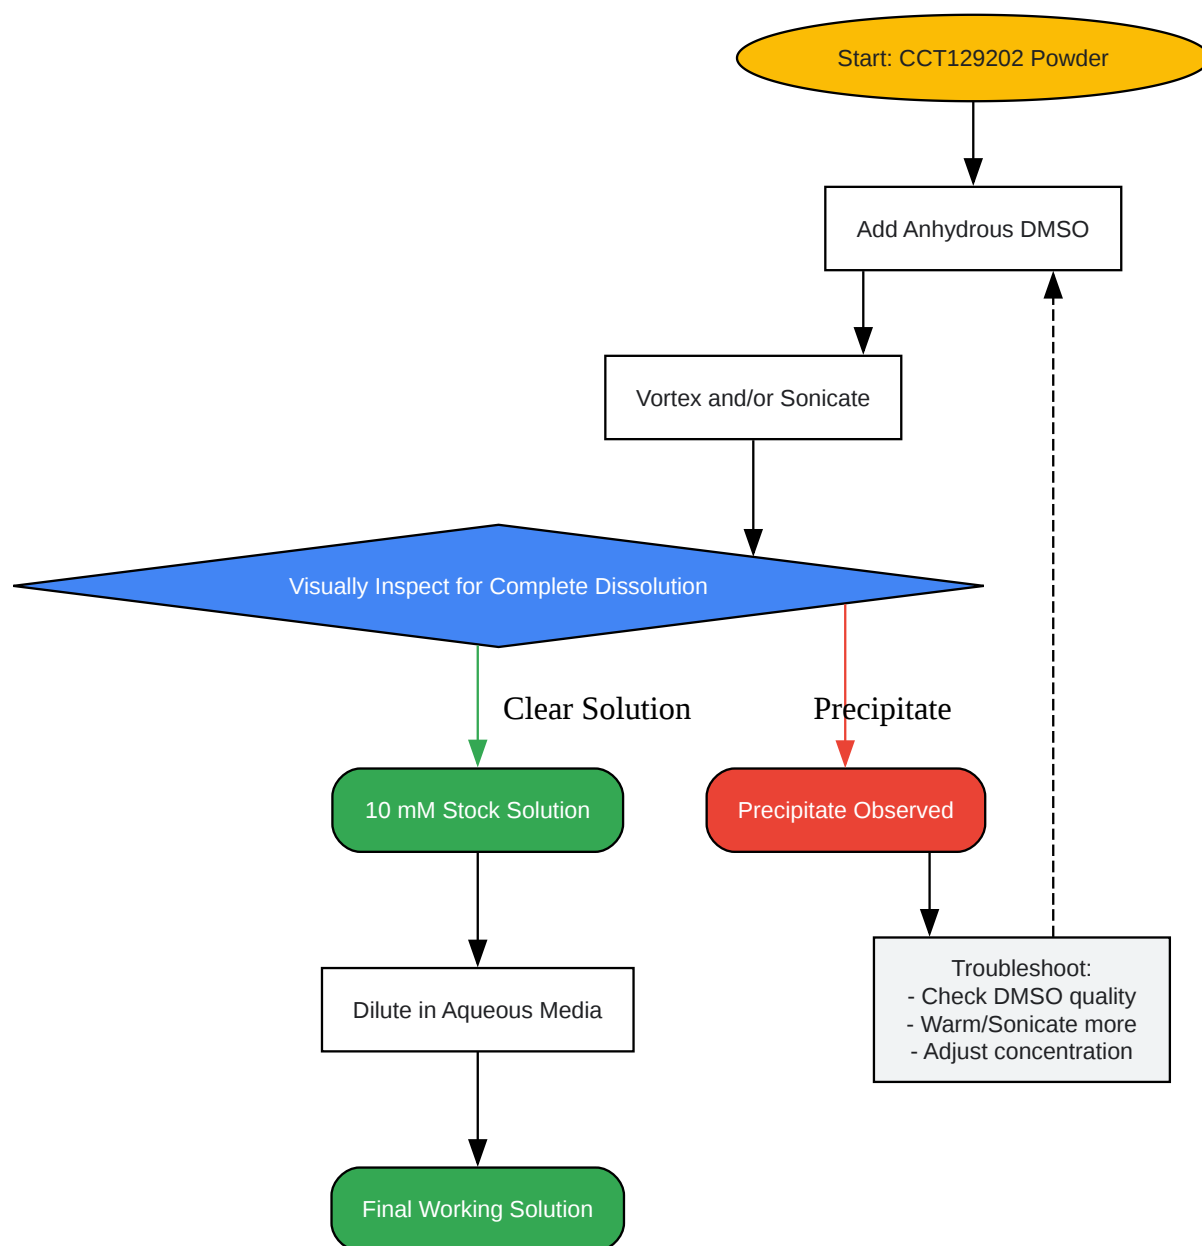 Start: CCT129202 Powder
Add Anhydrous DMSO
Vortex and/or Sonicate
Visually Inspect for Complete Dissolution
Clear Solution
Precipitate
10 mM Stock Solution
Precipitate Observed
Troubleshoot:
- Check DMSO quality
- Warm/Sonicate more
- Adjust concentration
Dilute in Aqueous Media
Final Working Solution